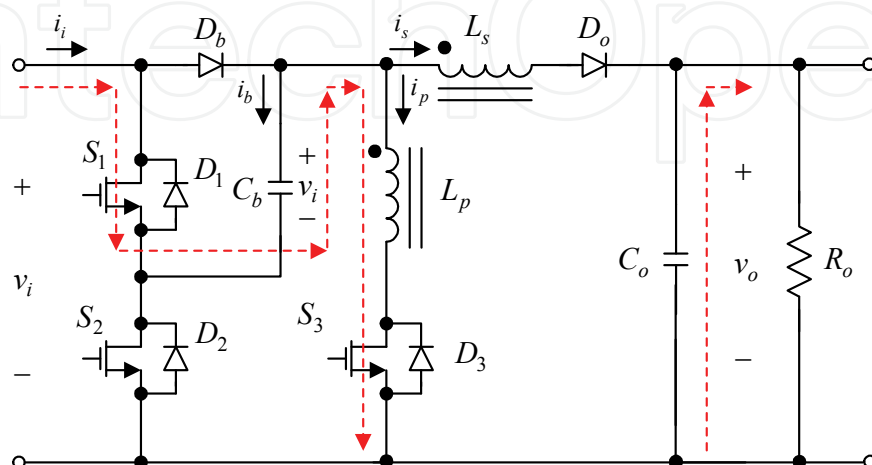 ntechOpe
i_i
D_b
i_s
L_s
D_o
i_b
i_p
S_1
D_1
C_b
+
v_i
−
L_p
+
v_i
−
S_2
D_2
S_3
D_3
C_o
+
v_o
−
R_o